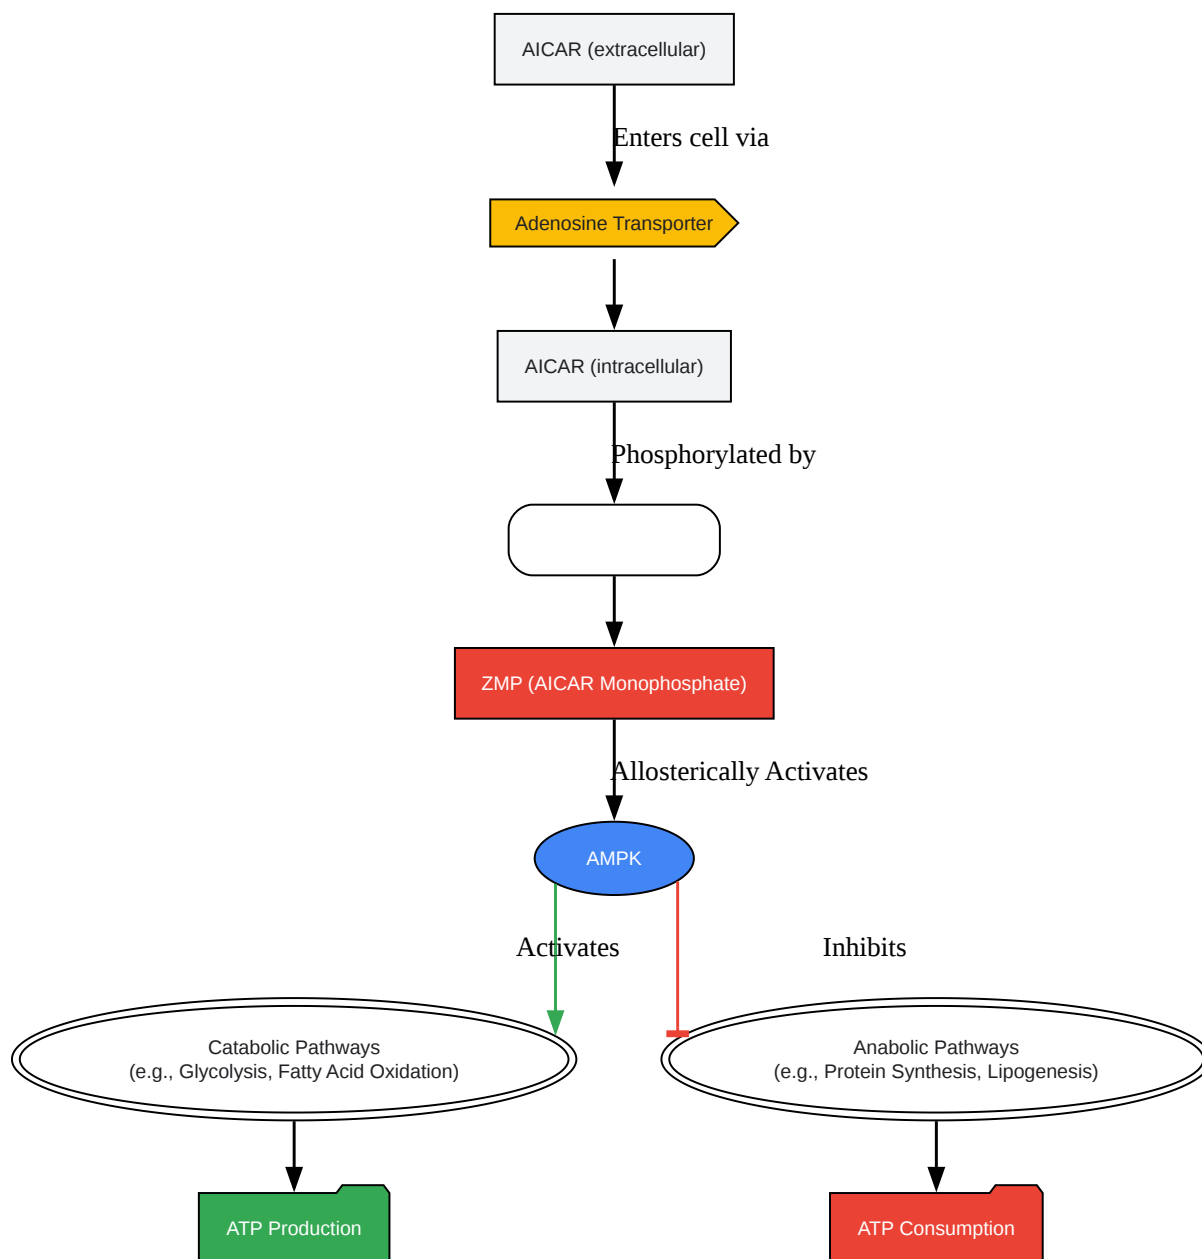 AICAR (extracellular)
Enters cell via
Adenosine Transporter
AICAR (intracellular)
Phosphorylated by
ZMP (AICAR Monophosphate)
Allosterically Activates
AMPK
Activates
Inhibits
Catabolic Pathways
(e.g., Glycolysis, Fatty Acid Oxidation)
Anabolic Pathways
(e.g., Protein Synthesis, Lipogenesis)
ATP Production
ATP Consumption